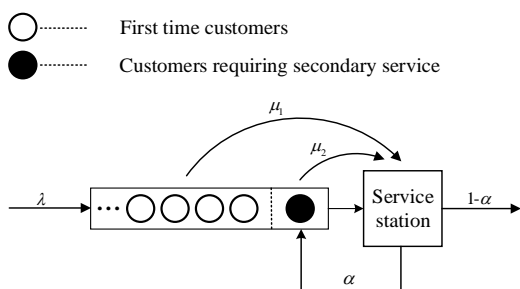 First time customers
Customers requiring secondary service
μ₁
μ₂
λ
...
Service
station
1-α
α